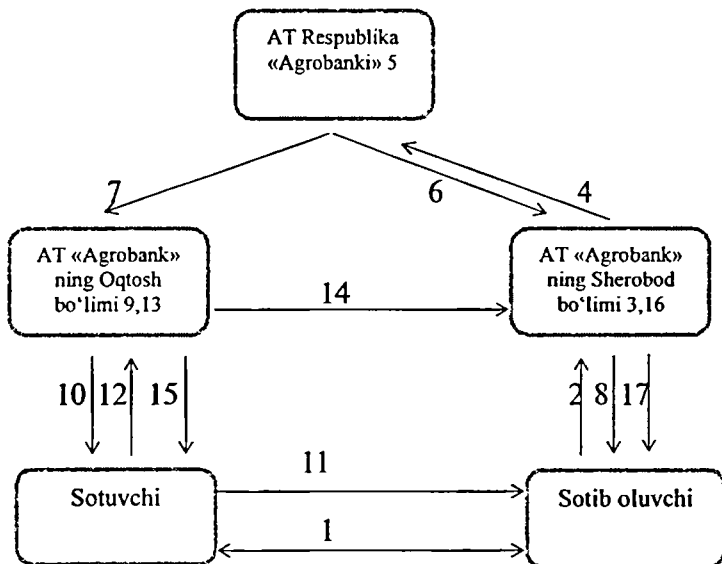 AT Respublika
«Agrobanki» 5
7
6
4
AT «Agrobank»
ning Oqtosh
bo‘limi 9,13
14
AT «Agrobank»
ning Sherobod
bo‘limi 3,16
10
12
15
2
8
17
Sotuvchi
11
1
Sotib oluvchi